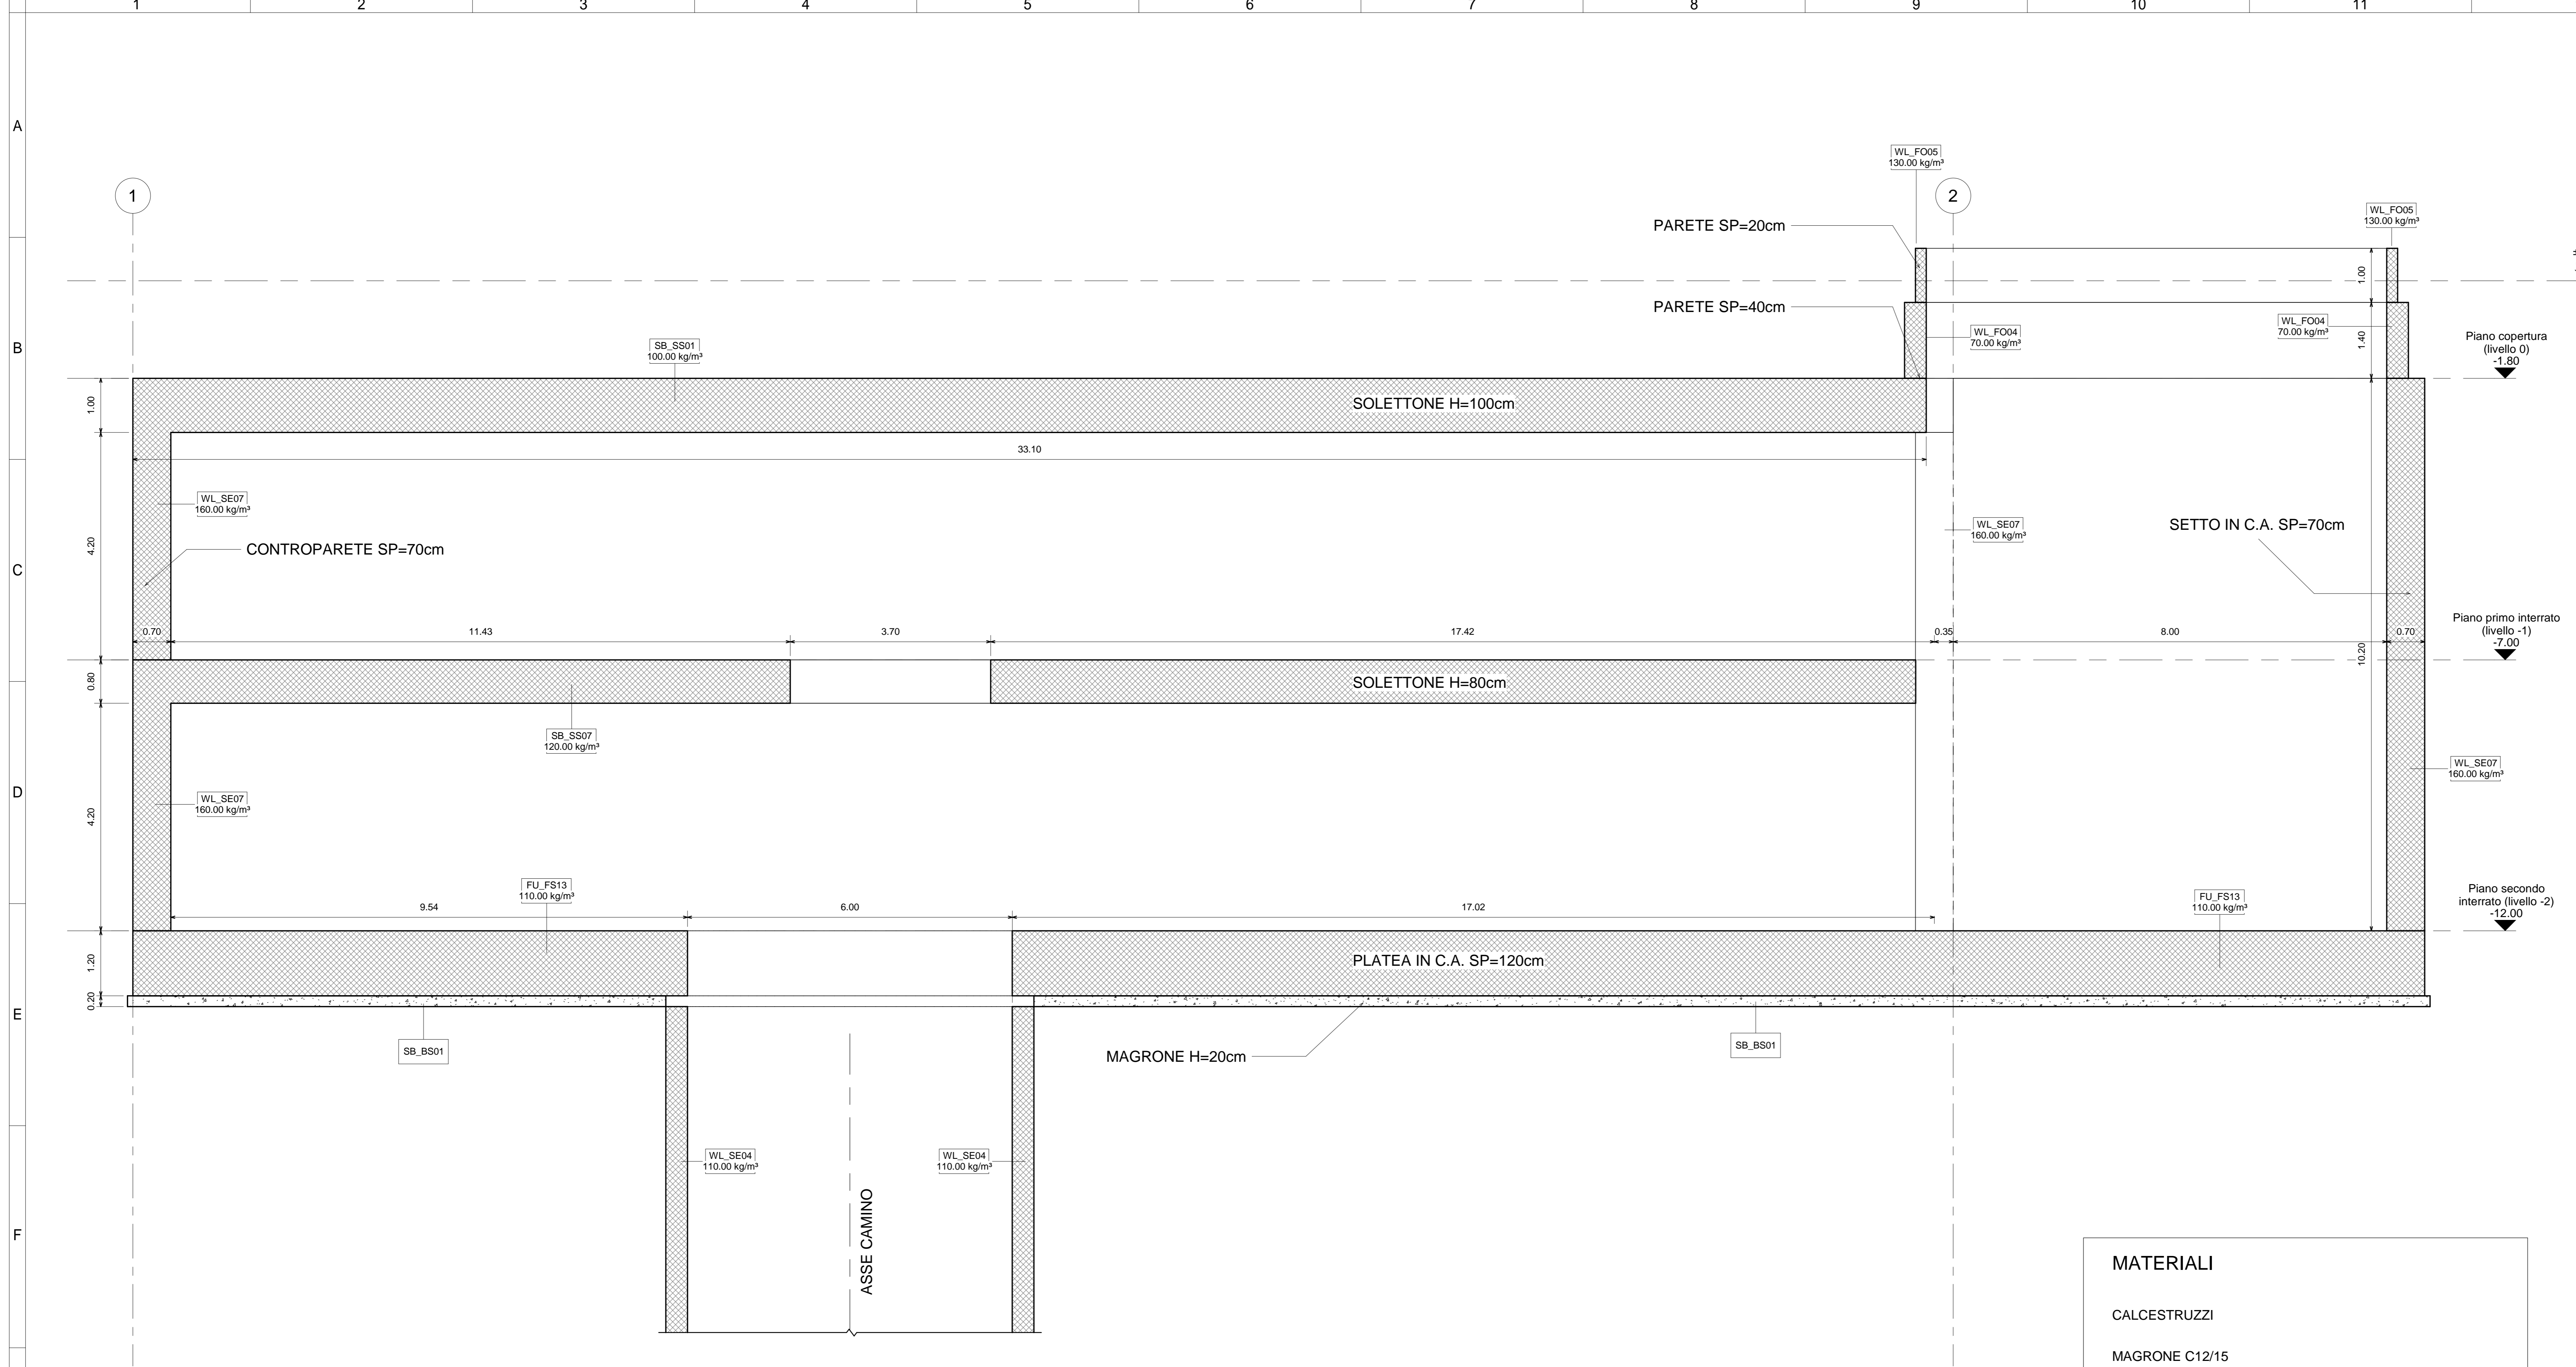 1 2 3 4 5 6 7 8 9 10 11
A
WL_FO05
130.00 kg/m³
1
2
WL_FO05
130.00 kg/m³
PARETE SP=20cm
1.00
PARETE SP=40cm
B
WL_FO04
70.00 kg/m³
WL_FO04
70.00 kg/m³
1.40
SB_SS01
100.00 kg/m³
Piano copertura
(livello 0)
-1.80
1.00
SOLETTONE H=100cm
33.10
WL_SE07
160.00 kg/m³
WL_SE07
160.00 kg/m³
SETTO IN C.A. SP=70cm
4.20
CONTROPARETE SP=70cm
C
0.70
11.43
3.70
17.42
0.35
8.00
0.70
10.20
Piano primo interrato
(livello -1)
-7.00
0.80
SOLETTONE H=80cm
SB_SS07
120.00 kg/m³
D
WL_SE07
160.00 kg/m³
WL_SE07
160.00 kg/m³
4.20
FU_FS13
110.00 kg/m³
FU_FS13
110.00 kg/m³
9.54
6.00
17.02
Piano secondo
interrato (livello -2)
-12.00
1.20
PLATEA IN C.A. SP=120cm
0.20
E
SB_BS01
MAGRONE H=20cm
SB_BS01
WL_SE04
110.00 kg/m³
WL_SE04
110.00 kg/m³
ASSE CAMINO
F
MATERIALI
CALCESTRUZZI
MAGRONE C12/15